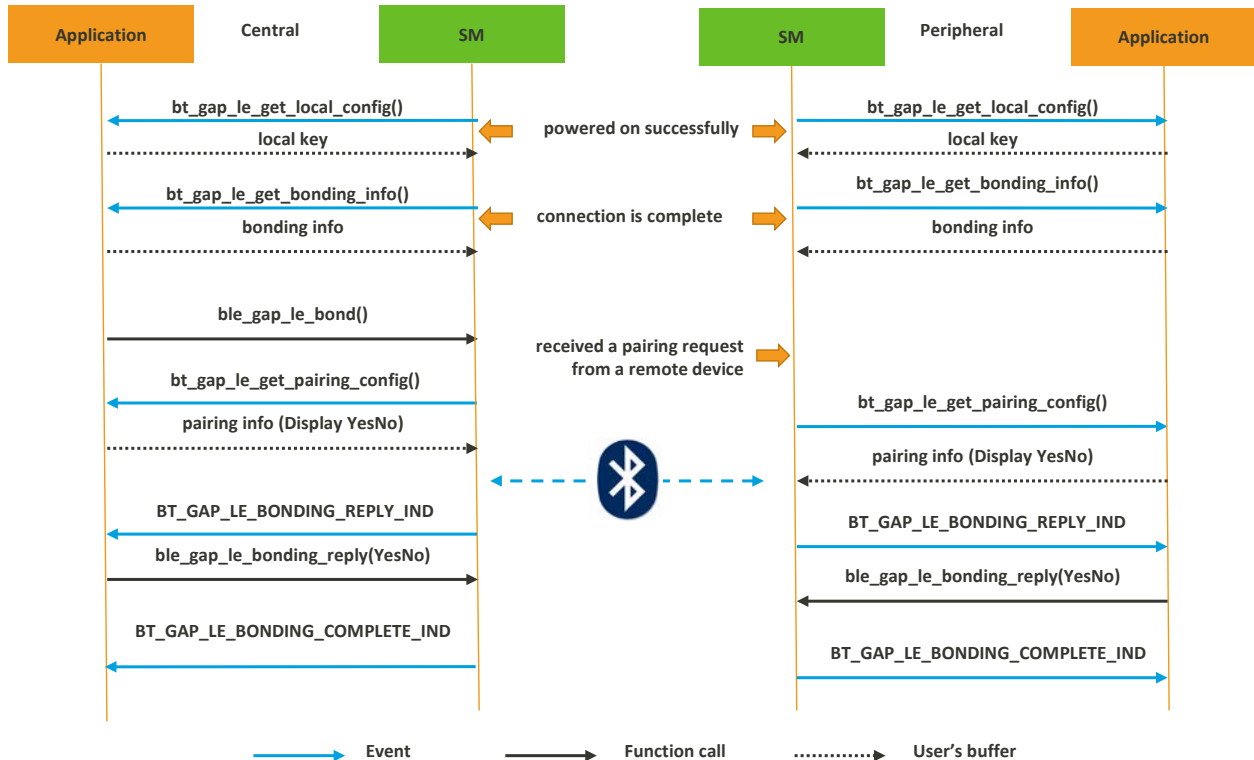 Application
Central
SM
SM
Peripheral
Application
bt_gap_le_get_local_config()
powered on successfully
bt_gap_le_get_local_config()
local key
local key
bt_gap_le_get_bonding_info()
connection is complete
bt_gap_le_get_bonding_info()
bonding info
bonding info
ble_gap_le_bond()
received a pairing request
from a remote device
bt_gap_le_get_pairing_config()
bt_gap_le_get_pairing_config()
pairing info (Display YesNo)
pairing info (Display YesNo)
BT_GAP_LE_BONDING_REPLY_IND
BT_GAP_LE_BONDING_REPLY_IND
ble_gap_le_bonding_reply(YesNo)
ble_gap_le_bonding_reply(YesNo)
BT_GAP_LE_BONDING_COMPLETE_IND
BT_GAP_LE_BONDING_COMPLETE_IND
Event
Function call
User’s buffer